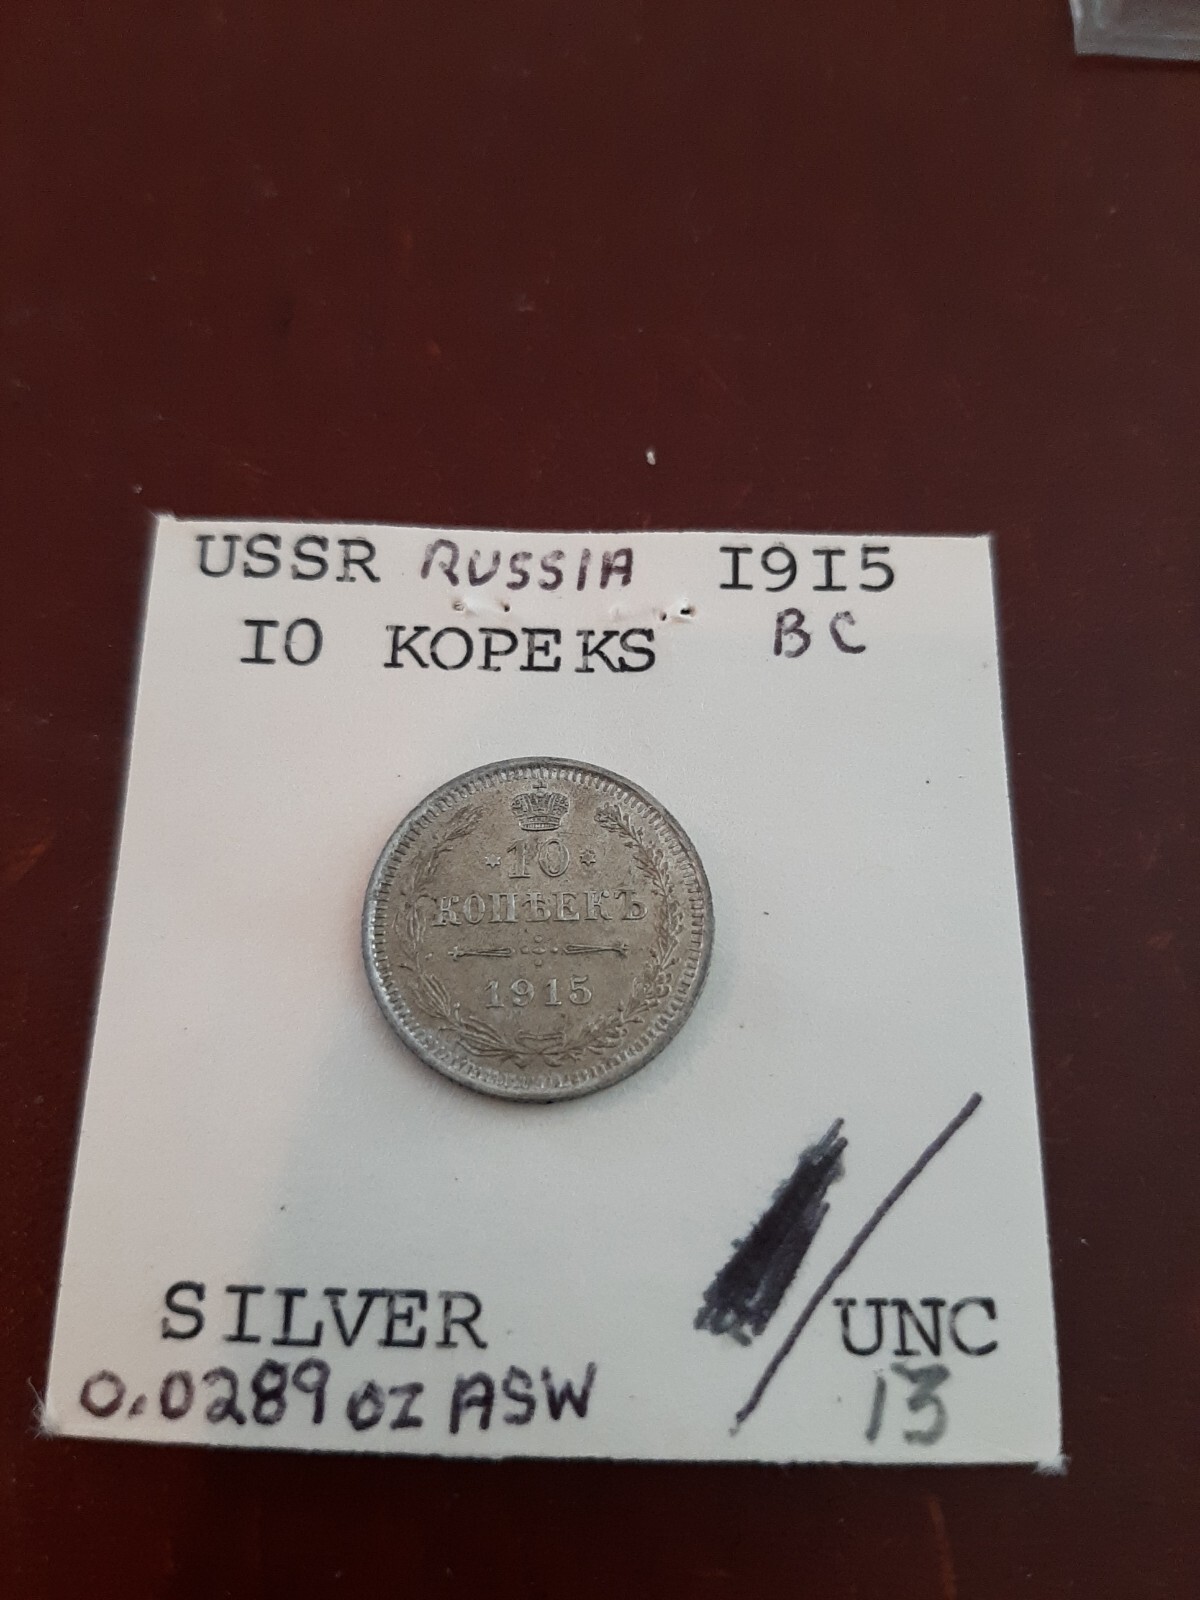 USSR RUSSIA 1915
10 KOPEKS BC
* 10 *
КОПѢЕКЪ
1915
SILVER UNC
0.0289 OZ ASW 13